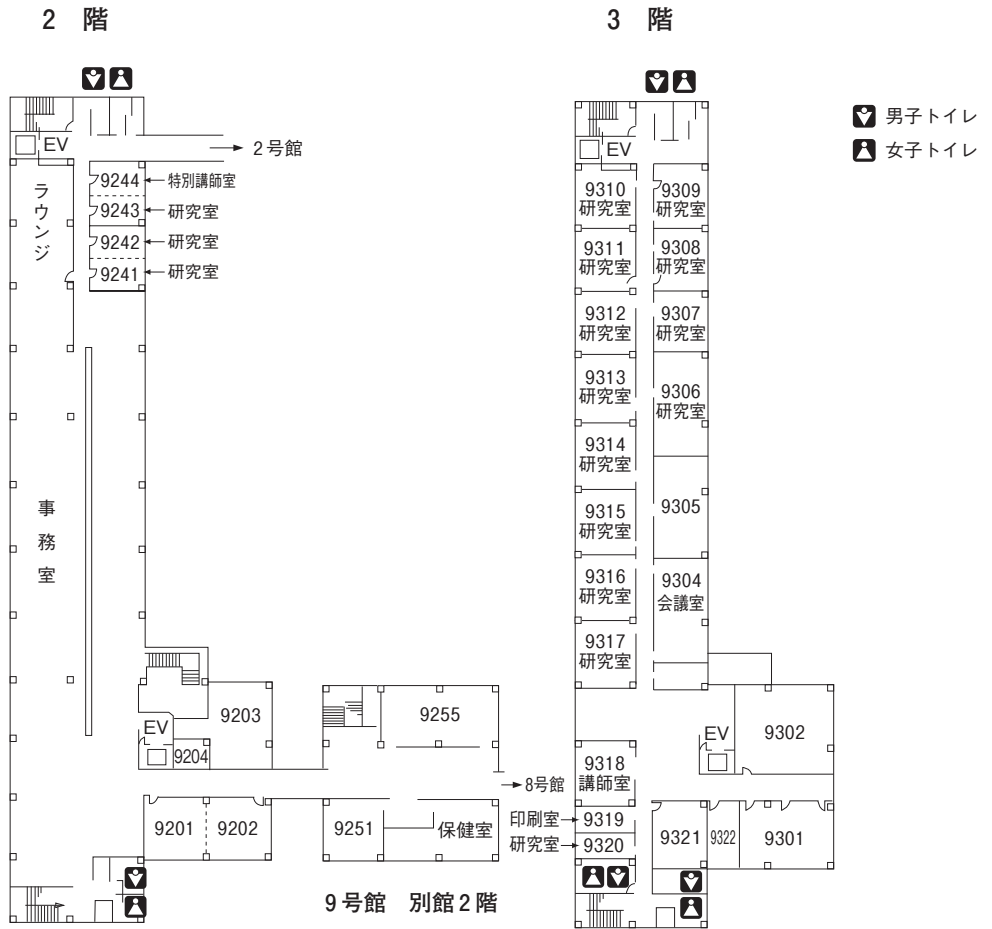 2 階
EV
→ 2号館
ラウンジ
9244 ← 特別講師室
9243 ← 研究室
9242 ← 研究室
9241 ← 研究室
事務室
EV
9203
9204
9201
9202
9255
→ 8号館
9251
保健室
9号館 別館2階
3 階
男子トイレ
女子トイレ
EV
9310
研究室
9309
研究室
9311
研究室
9308
研究室
9312
研究室
9307
研究室
9313
研究室
9306
研究室
9314
研究室
9315
研究室
9305
9316
研究室
9304
会議室
9317
研究室
EV
9302
9318
講師室
印刷室→ 9319
研究室→ 9320
9321
9322
9301